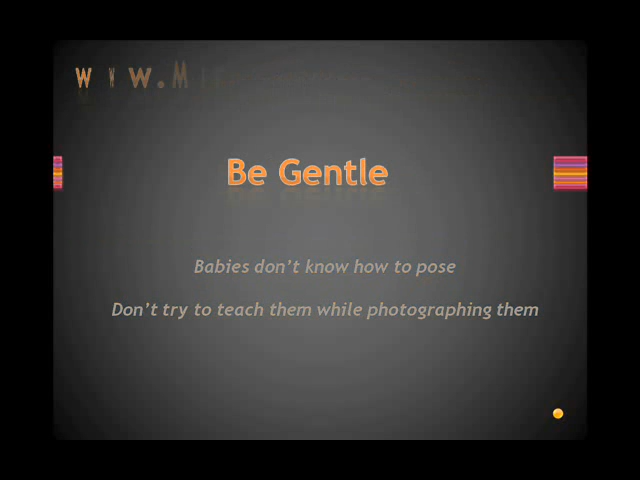 Be Gentle
Babies don't know how to pose
Don't try to teach them while photographing them